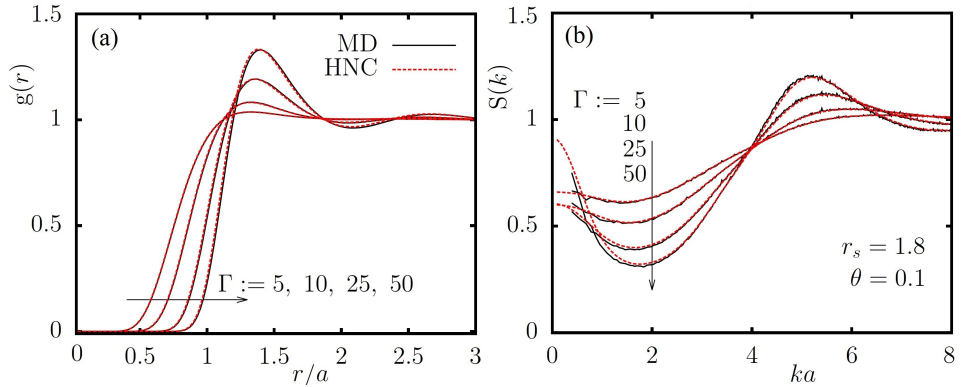 (a)
MD
HNC
g(r)
1.5
1
0.5
0
Γ := 5, 10, 25, 50
0 0.5 1 1.5 2 2.5 3
r/a
(b)
S(k)
1.5
1
0.5
0
Γ := 5
10
25
50
r_s = 1.8
θ = 0.1
0 2 4 6 8
ka